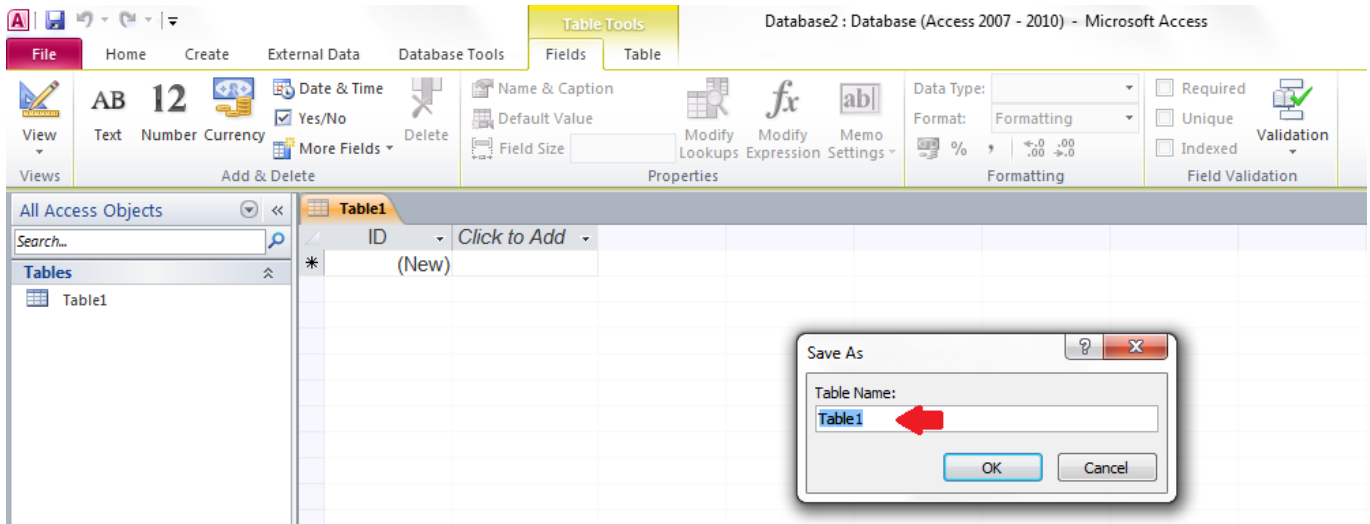 A
Table Tools
Database2 : Database (Access 2007 - 2010) - Microsoft Access
File Home Create External Data Database Tools Fields Table
View
Views
AB
Text
12
Number
Currency
Date & Time
Yes/No
More Fields
Delete
Add & Delete
Name & Caption
Default Value
Field Size
Modify
Lookups
fx
Modify
Expression
ab
Memo
Settings
Properties
Data Type:
Format: Formatting
% , .0 .00 .00 .0
Formatting
Required
Unique
Indexed
Validation
Field Validation
All Access Objects «
Search...
Tables
Table1
Table1
ID Click to Add
* (New)
Save As ? X
Table Name:
Table1
OK Cancel